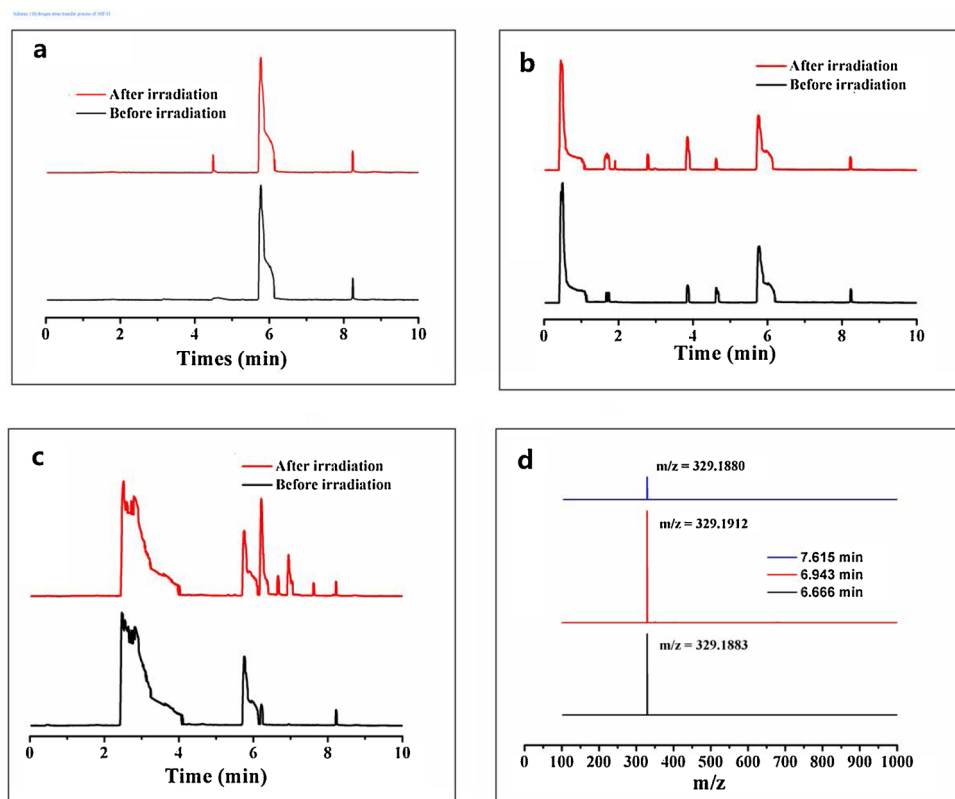 a
After irradiation
Before irradiation
0 2 4 6 8 10
Times (min)
b
After irradiation
Before irradiation
0 2 4 6 8 10
Time (min)
c
After irradiation
Before irradiation
0 2 4 6 8 10
Time (min)
d
m/z = 329.1880
m/z = 329.1912
7.615 min
6.943 min
6.666 min
m/z = 329.1883
0 100 200 300 400 500 600 700 800 900 1000
m/z